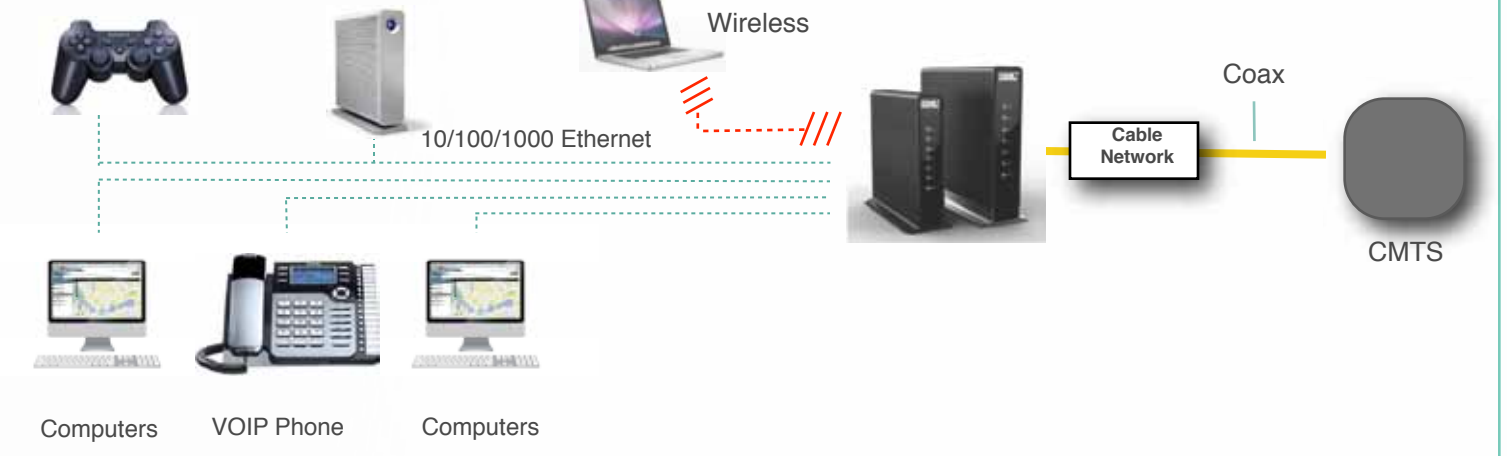 Wireless
Coax
10/100/1000 Ethernet
Cable
Network
CMTS
Computers
VOIP Phone
Computers